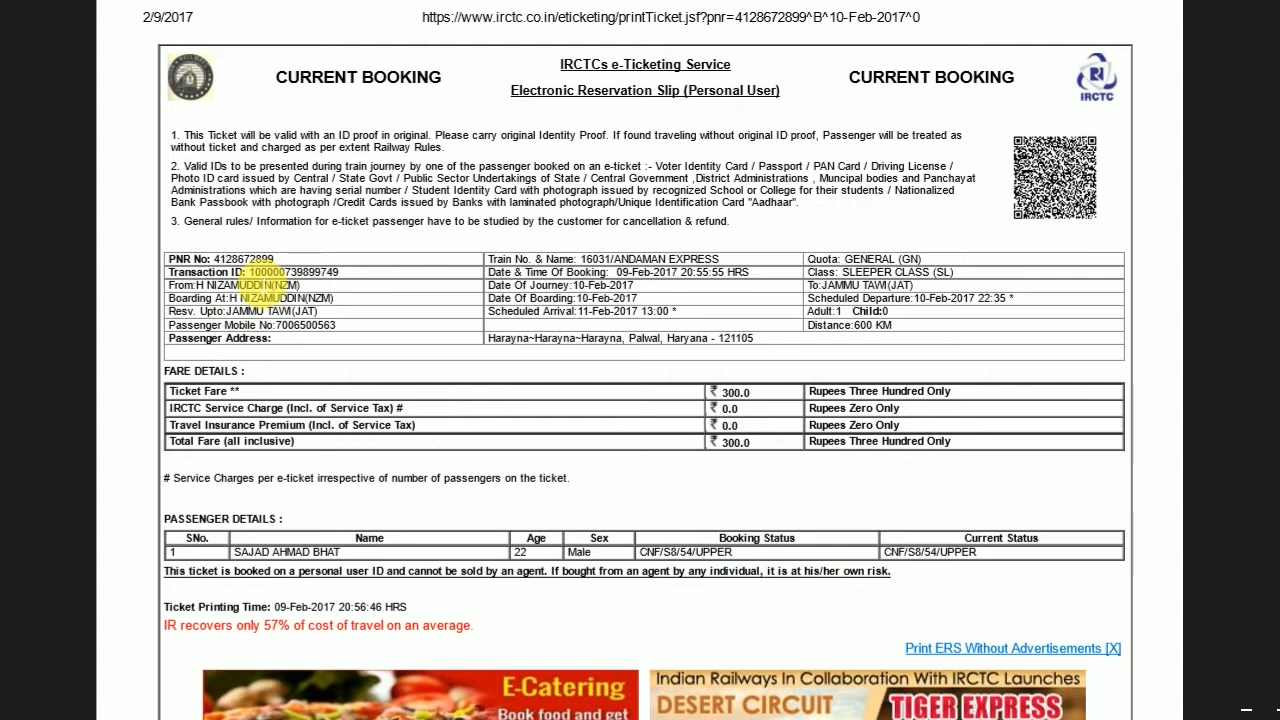 2/9/2017
https://www.irctc.co.in/eticketing/printTicket.jsf?pnr=4128672899^B^10-Feb-2017^0
CURRENT BOOKING
IRCTCs e-Ticketing Service
Electronic Reservation Slip (Personal User)
CURRENT BOOKING
IRCTC
1. This Ticket will be valid with an ID proof in original. Please carry original Identity Proof. If found traveling without original ID proof, Passenger will be treated as
without ticket and charged as per extent Railway Rules.
2. Valid IDs to be presented during train journey by one of the passenger booked on an e-ticket :- Voter Identity Card / Passport / PAN Card / Driving License /
Photo ID card issued by Central / State Govt / Public Sector Undertakings of State / Central Government ,District Administrations , Muncipal bodies and Panchayat
Administrations which are having serial number / Student Identity Card with photograph issued by recognized School or College for their students / Nationalized
Bank Passbook with photograph /Credit Cards issued by Banks with laminated photograph/Unique Identification Card "Aadhaar".
3. General rules/ Information for e-ticket passenger have to be studied by the customer for cancellation & refund.
PNR No: 4128672899 Train No. & Name: 16031/ANDAMAN EXPRESS Quota: GENERAL (GN)
Transaction ID: 100000739899749 Date & Time Of Booking: 09-Feb-2017 20:55:55 HRS Class: SLEEPER CLASS (SL)
From:H NIZAMUDDIN(NZM) Date Of Journey:10-Feb-2017 To:JAMMU TAWI(JAT)
Boarding At:H NIZAMUDDIN(NZM) Date Of Boarding:10-Feb-2017 Scheduled Departure:10-Feb-2017 22:35 *
Resv. Upto:JAMMU TAWI(JAT) Scheduled Arrival:11-Feb-2017 13:00 * Adult:1 Child:0
Passenger Mobile No:7006500563 Distance:600 KM
Passenger Address: Harayna~Harayna~Harayna, Palwal, Haryana - 121105
FARE DETAILS :
Ticket Fare ** ₹ 300.0 Rupees Three Hundred Only
IRCTC Service Charge (Incl. of Service Tax) # ₹ 0.0 Rupees Zero Only
Travel Insurance Premium (Incl. of Service Tax) ₹ 0.0 Rupees Zero Only
Total Fare (all inclusive) ₹ 300.0 Rupees Three Hundred Only
# Service Charges per e-ticket irrespective of number of passengers on the ticket.
PASSENGER DETAILS :
SNo. Name Age Sex Booking Status Current Status
1 SAJAD AHMAD BHAT 22 Male CNF/S8/54/UPPER CNF/S8/54/UPPER
This ticket is booked on a personal user ID and cannot be sold by an agent. If bought from an agent by any individual, it is at his/her own risk.
Ticket Printing Time: 09-Feb-2017 20:56:46 HRS
IR recovers only 57% of cost of travel on an average.
Print ERS Without Advertisements [X]
E-Catering
Book food and get
Indian Railways In Collaboration With IRCTC Launches
DESERT CIRCUIT
TIGER EXPRESS